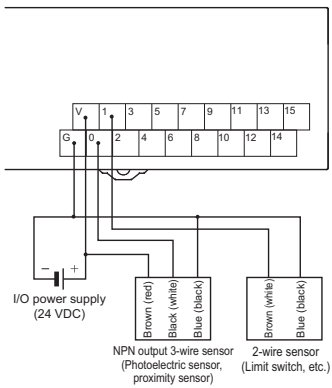 V 1 3 5 7 9 11 13 15
G 0 2 4 6 8 10 12 14
− +
I/O power supply
(24 VDC)
Brown (red)
Black (white)
Blue (black)
Brown (white)
Blue (black)
NPN output 3-wire sensor
(Photoelectric sensor,
proximity sensor)
2-wire sensor
(Limit switch, etc.)